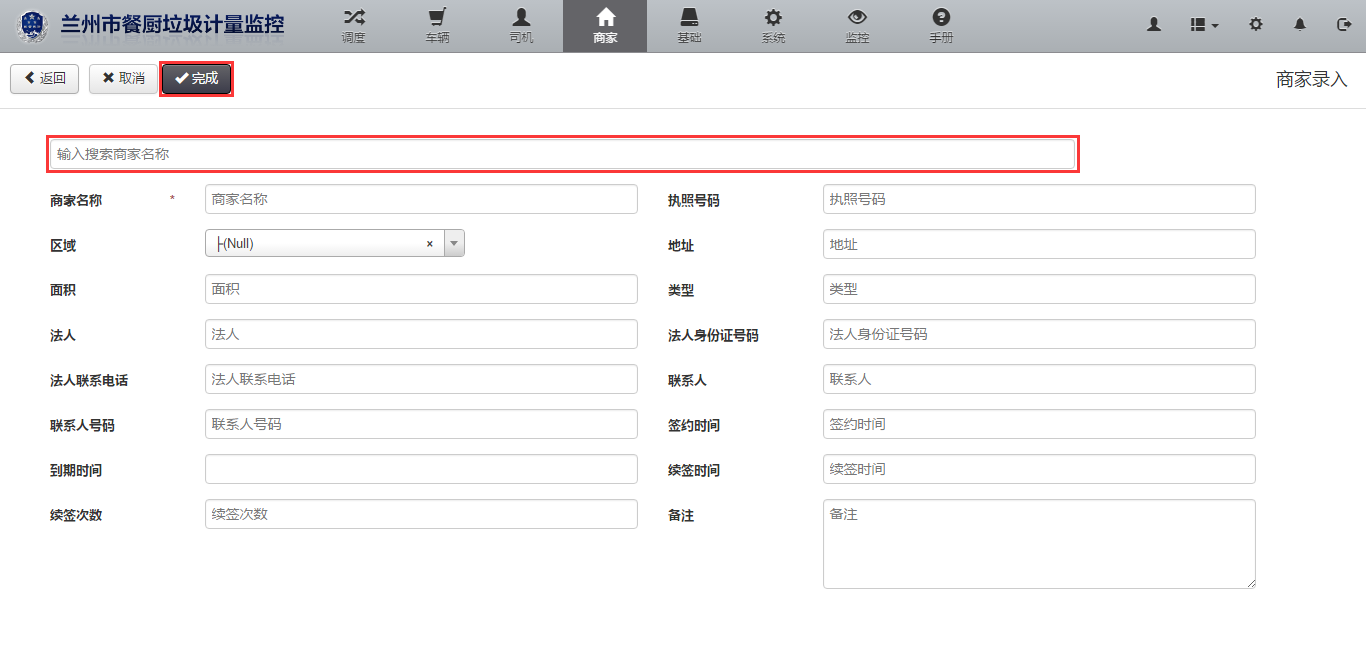 兰州市餐厨垃圾计量监控
调度
车辆
司机
商家
基础
系统
监控
手册
返回
取消
完成
商家录入
输入搜索商家名称
商家名称 * 商家名称 执照号码 执照号码
区域 ├(Null) × 地址 地址
面积 面积 类型 类型
法人 法人 法人身份证号码 法人身份证号码
法人联系电话 法人联系电话 联系人 联系人
联系人号码 联系人号码 签约时间 签约时间
到期时间 续签时间 续签时间
续签次数 续签次数 备注 备注